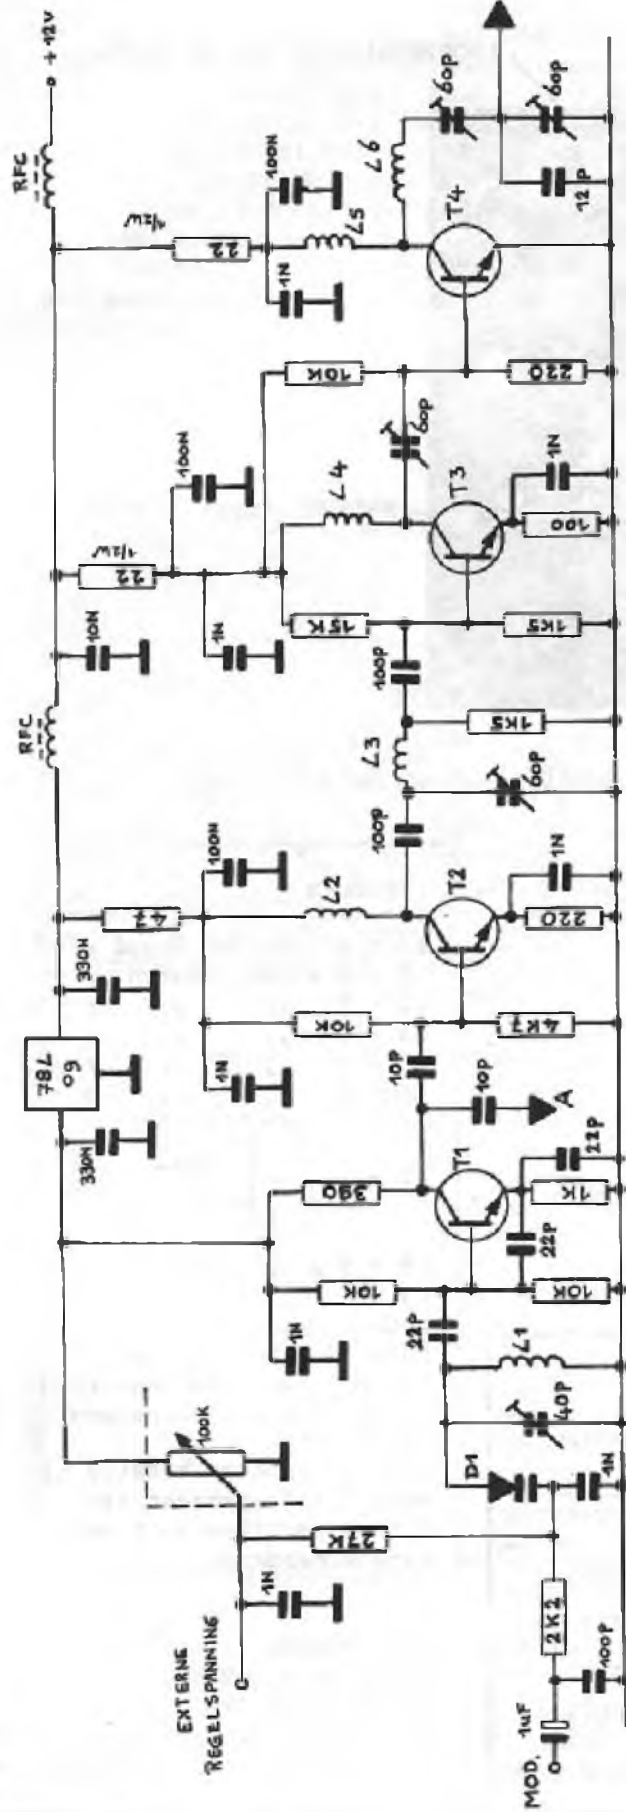 EXTERNE
REGELSPANNING
MOD.
1uF
100P
2K2
1N
27K
100K
D1
1N
40P
L1
22P
1N
10K
10K
22P
1K
22P
T1
390
330N
78L
09
330N
10P
10P
A
1N
10K
4K7
47
100N
L2
T2
220
1N
100P
60P
L3
1K5
100P
RFC
10N
22
1/2W
1N
100N
15K
1K5
L4
T3
100
1N
60P
10K
220
22
1/2W
1N
100N
L5
T4
L6
60P
12P
60P
RFC
+12V